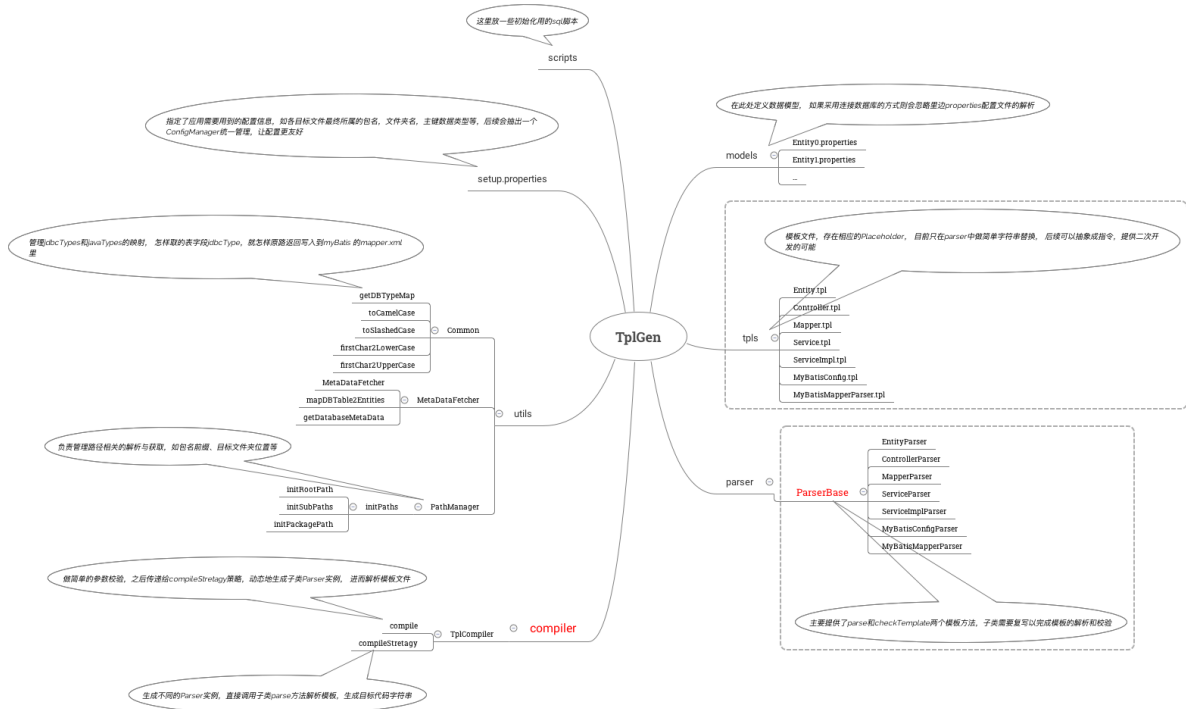 这里放一些初始化用的sql脚本
scripts
指定了应用需要用到的配置信息，如各目标文件最终所属的包名，文件夹名，主键数据类型等，后续会抽出一个
ConfigManager统一管理，让配置更友好
setup.properties
管理jdbcTypes和javaTypes的映射， 怎样取的表字段jdbcType，就怎样原路返回写入到myBatis 的mapper.xml
里
getDBTypeMap
toCamelCase
toSlashedCase
firstChar2LowerCase
firstChar2UpperCase
Common
MetaDataFetcher
mapDBTable2Entities
getDatabaseMetaData
MetaDataFetcher
utils
负责管理路径相关的解析与获取，如包名前缀、目标文件夹位置等
initRootPath
initSubPaths
initPackagePath
initPaths
PathManager
做简单的参数校验，之后传递给compileStretagy策略，动态地生成子类Parser实例， 进而解析模板文件
compile
compileStretagy
TplCompiler
compiler
生成不同的Parser实例，直接调用子类parse方法解析模板，生成目标代码字符串
TplGen
在此处定义数据模型， 如果采用连接数据库的方式则会忽略里边properties配置文件的解析
models
Entity0.properties
Entity1.properties
...
模板文件，存在相应的Placeholder， 目前只在parser中做简单字符串替换， 后续可以抽象成指令，提供二次开
发的可能
tpls
Entity.tpl
Controller.tpl
Mapper.tpl
Service.tpl
ServiceImpl.tpl
MyBatisConfig.tpl
MyBatisMapperParser.tpl
parser
ParserBase
EntityParser
ControllerParser
MapperParser
ServiceParser
ServiceImplParser
MyBatisConfigParser
MyBatisMapperParser
主要提供了parse和checkTemplate两个模板方法，子类需要复写以完成模板的解析和校验